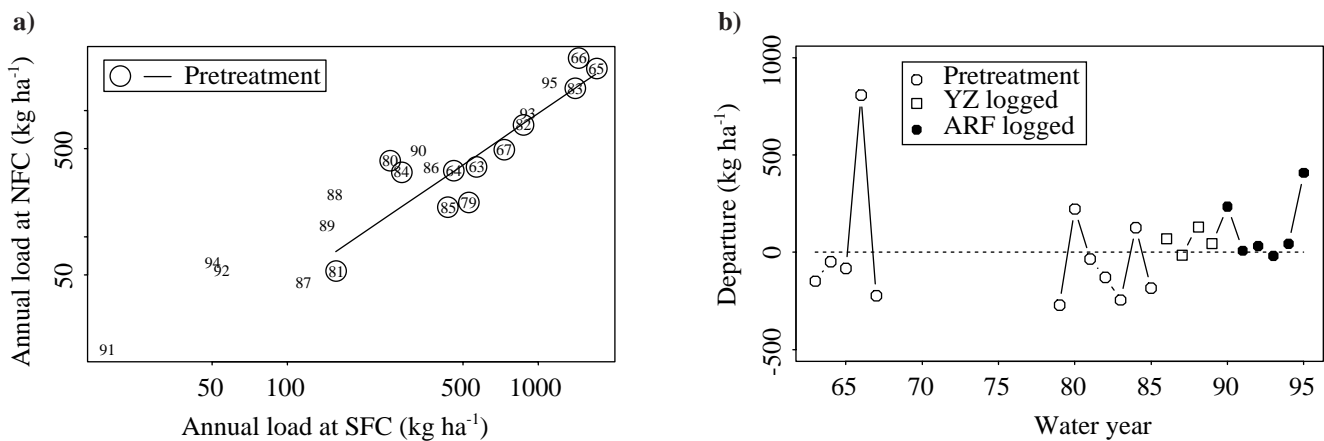 a)
Annual load at NFC (kg ha-1)
500
50
Pretreatment
66
65
83
95
93
82
67
90
80
84
86
64
63
88
85
79
89
94
92
81
87
91
50 100 500 1000
Annual load at SFC (kg ha-1)
b)
Departure (kg ha-1)
1000
500
0
-500
Pretreatment
YZ logged
ARF logged
65 70 75 80 85 90 95
Water year